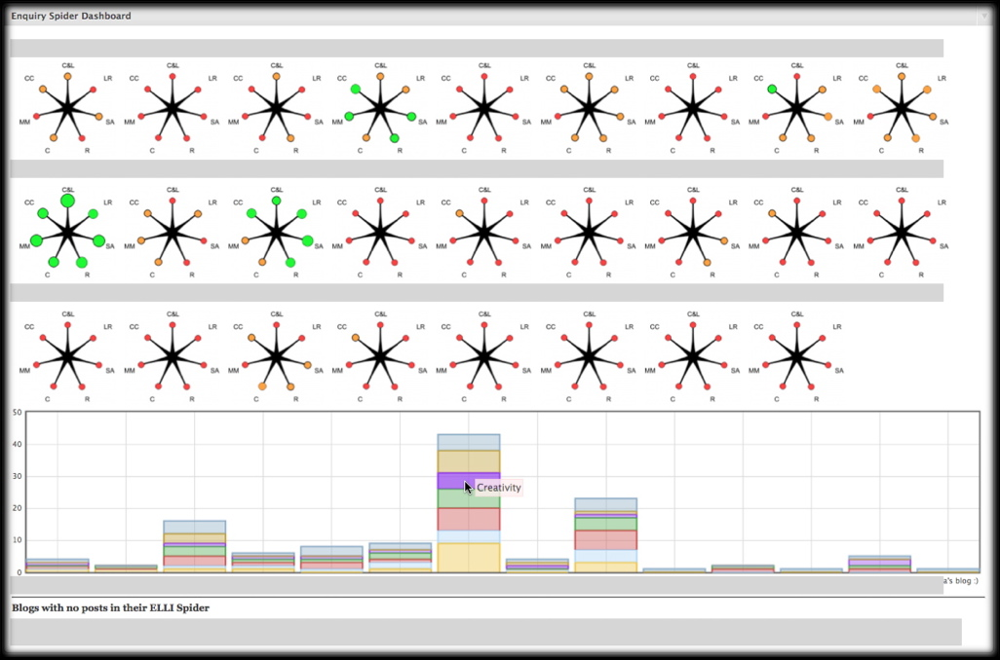 Enquiry Spider Dashboard
C&L C&L C&L C&L C&L C&L C&L C&L C&L
CC LR CC LR CC LR CC LR CC LR CC LR CC LR CC LR CC LR
MM SA MM SA MM SA MM SA MM SA MM SA MM SA MM SA MM SA
C R C R C R C R C R C R C R C R C R
C&L C&L C&L C&L C&L C&L C&L C&L C&L
CC LR CC LR CC LR CC LR CC LR CC LR CC LR CC LR CC LR
MM SA MM SA MM SA MM SA MM SA MM SA MM SA MM SA MM SA
C R C R C R C R C R C R C R C R C R
C&L C&L C&L C&L C&L C&L C&L C&L
CC LR CC LR CC LR CC LR CC LR CC LR CC LR CC LR
MM SA MM SA MM SA MM SA MM SA MM SA MM SA MM SA
C R C R C R C R C R C R C R C R
50
40
30
Creativity
20
10
0
a's blog :)
Blogs with no posts in their ELLI Spider